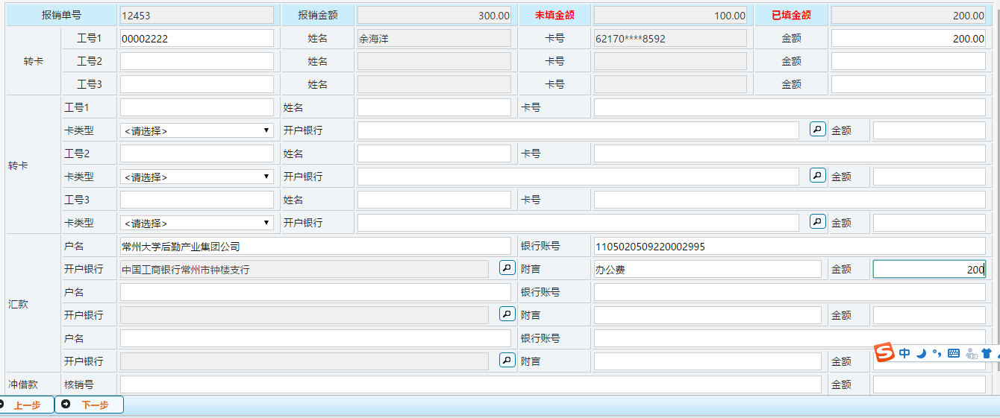 报销单号 12453 报销金额 300.00 未填金额 100.00 已填金额 200.00
转卡 工号1 00002222 姓名 余海洋 卡号 62170****8592 金额 200.00
工号2 姓名 卡号 金额
工号3 姓名 卡号 金额
转卡 工号1 姓名 卡号
卡类型 <请选择> 开户银行 金额
工号2 姓名 卡号
卡类型 <请选择> 开户银行 金额
工号3 姓名 卡号
卡类型 <请选择> 开户银行 金额
汇款 户名 常州大学后勤产业集团公司 银行账号 1105020509220002995
开户银行 中国工商银行常州市钟楼支行 附言 办公费 金额 200
户名 银行账号
开户银行 附言 金额
户名 银行账号
开户银行 附言 金额
S 中
冲借款 核销号 金额
上一步 下一步